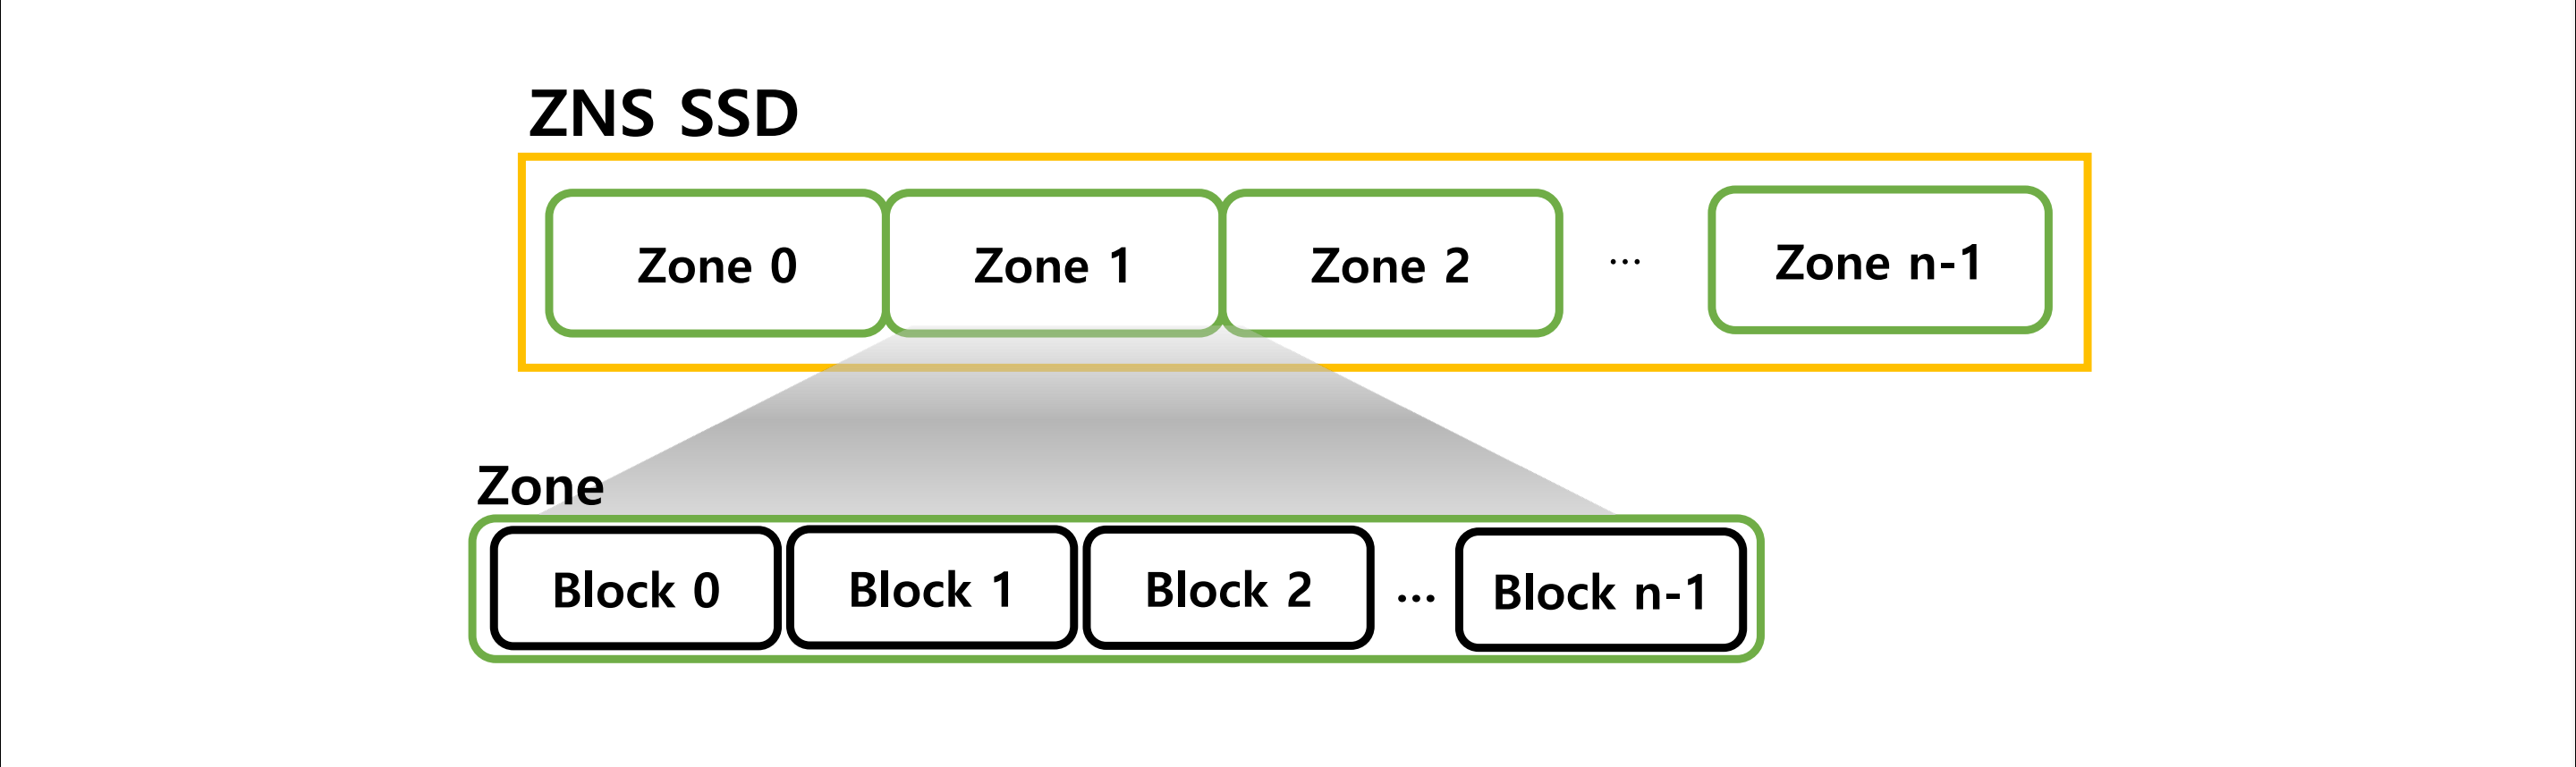 ZNS SSD
Zone 0 Zone 1 Zone 2 ... Zone n-1
Zone
Block 0 Block 1 Block 2 ... Block n-1